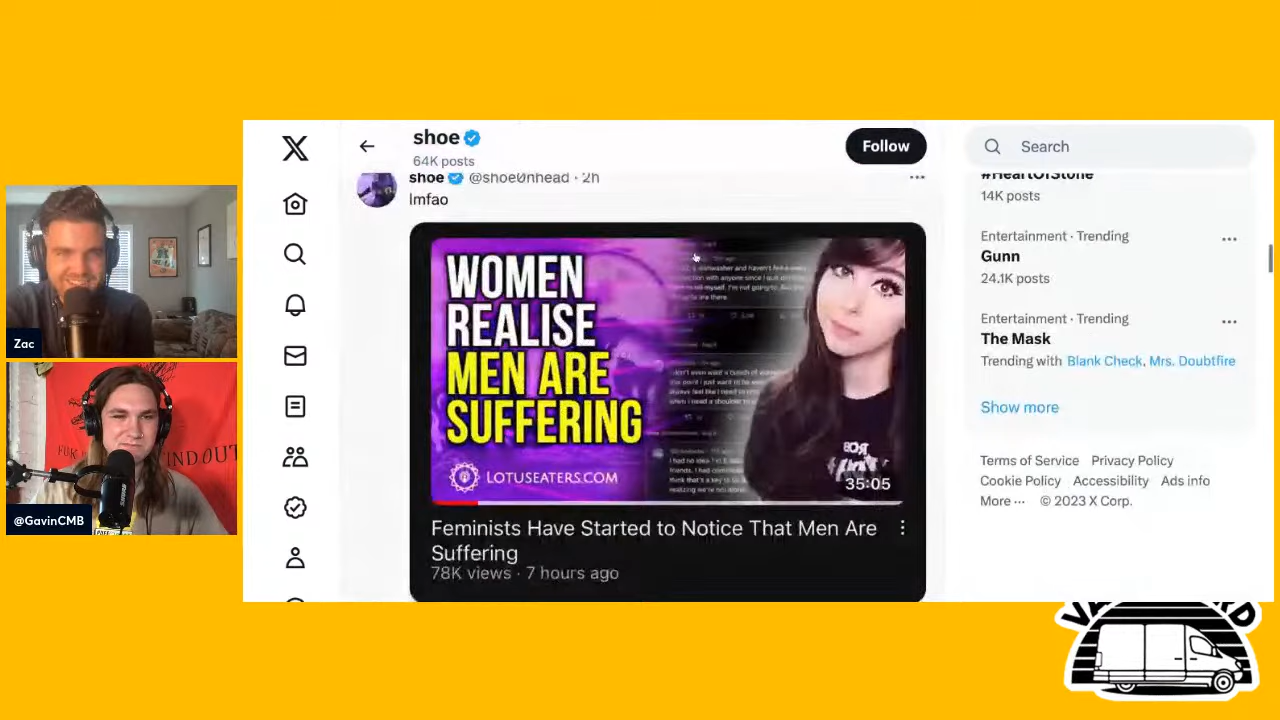 Zac
@GavinCMB
FIND OUT
shoe
64K posts
Follow
shoe @shoe0nhead · 2h
lmfao
WOMEN
REALISE
MEN ARE
SUFFERING
LOTUSEATERS.COM
35:05
Feminists Have Started to Notice That Men Are
Suffering
78K views · 7 hours ago
Search
#HeartOfStone
14K posts
Entertainment · Trending
Gunn
24.1K posts
Entertainment · Trending
The Mask
Trending with Blank Check, Mrs. Doubtfire
Show more
Terms of Service Privacy Policy
Cookie Policy Accessibility Ads info
More ··· © 2023 X Corp.